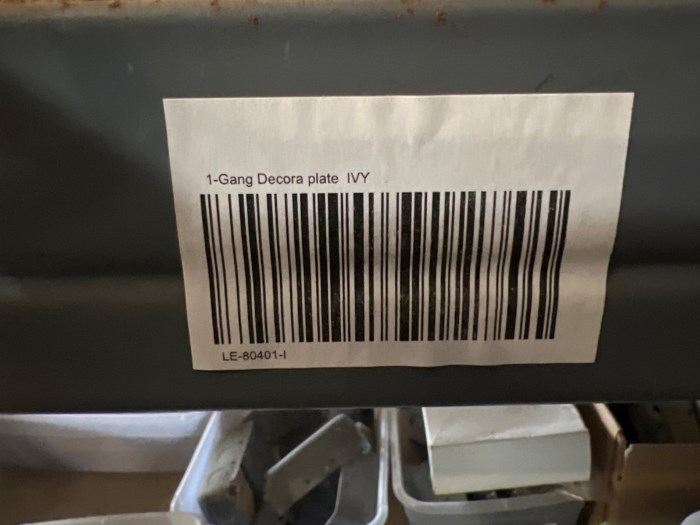 1-Gang Decora plate IVY
LE-80401-I